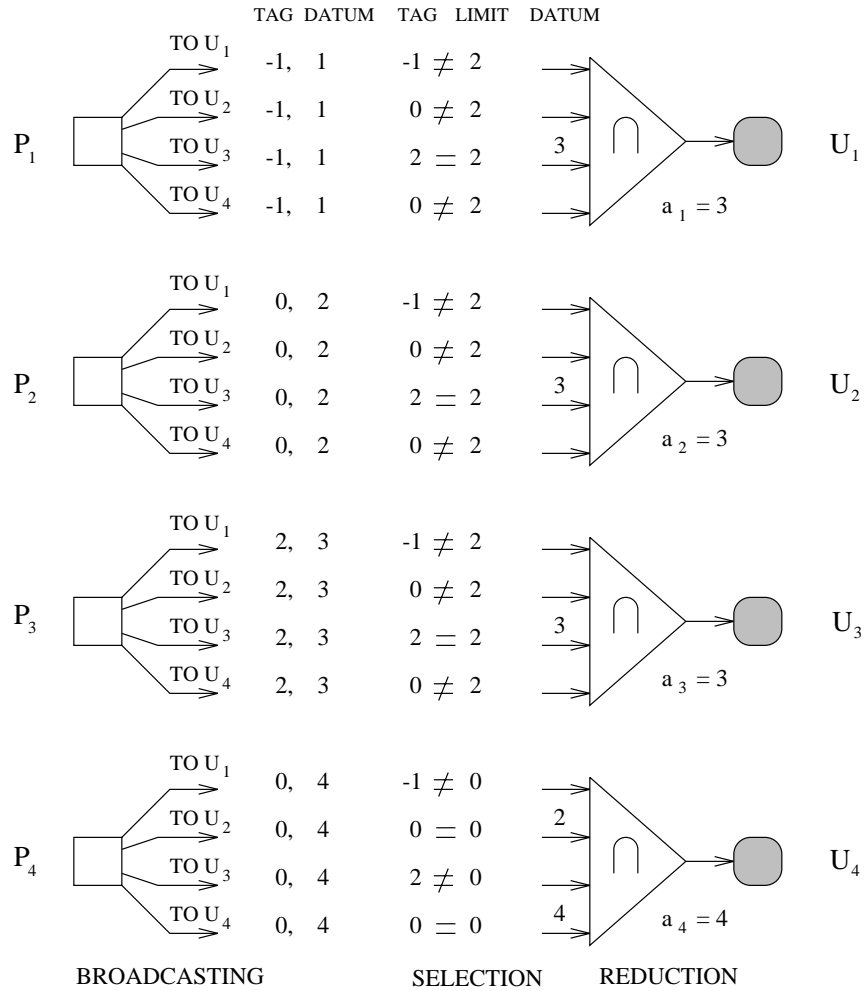 TAG DATUM TAG LIMIT DATUM
TO U1 -1, 1 -1 ≠ 2
TO U2 -1, 1 0 ≠ 2
P1 TO U3 -1, 1 2 = 2 3 ∩ U1
TO U4 -1, 1 0 ≠ 2 a1 = 3
TO U1 0, 2 -1 ≠ 2
TO U2 0, 2 0 ≠ 2
P2 TO U3 0, 2 2 = 2 3 ∩ U2
TO U4 0, 2 0 ≠ 2 a2 = 3
TO U1 2, 3 -1 ≠ 2
TO U2 2, 3 0 ≠ 2
P3 TO U3 2, 3 2 = 2 3 ∩ U3
TO U4 2, 3 0 ≠ 2 a3 = 3
TO U1 0, 4 -1 ≠ 0
TO U2 0, 4 0 = 0 2
P4 TO U3 0, 4 2 ≠ 0 ∩ U4
TO U4 0, 4 0 = 0 4 a4 = 4
BROADCASTING SELECTION REDUCTION